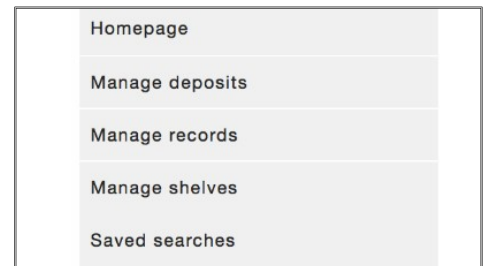 Homepage
Manage deposits
Manage records
Manage shelves
Saved searches